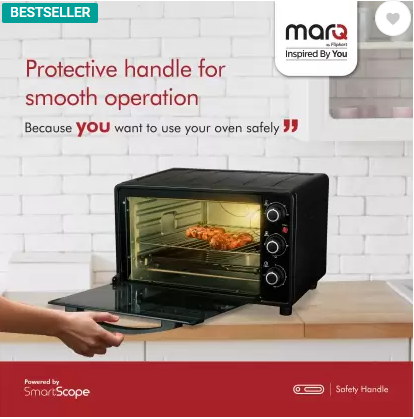 BESTSELLER
marQ
By Flipkart
Inspired By You
Protective handle for
smooth operation
Because you want to use your oven safely ”
Powered by
SmartScope
Safety Handle